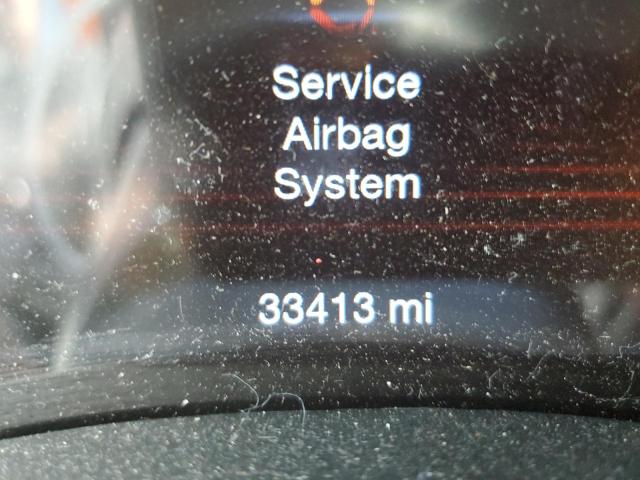 Service
Airbag
System
33413 mi